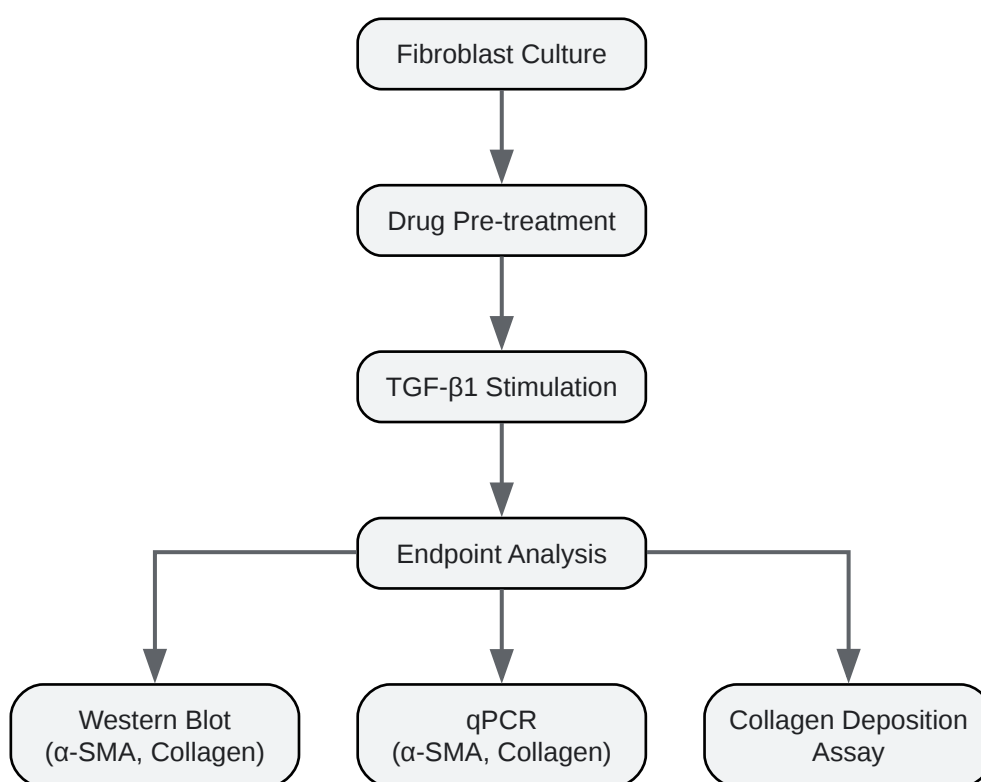 Fibroblast Culture
Drug Pre-treatment
TGF-β1 Stimulation
Endpoint Analysis
Western Blot
(α-SMA, Collagen)
qPCR
(α-SMA, Collagen)
Collagen Deposition
Assay